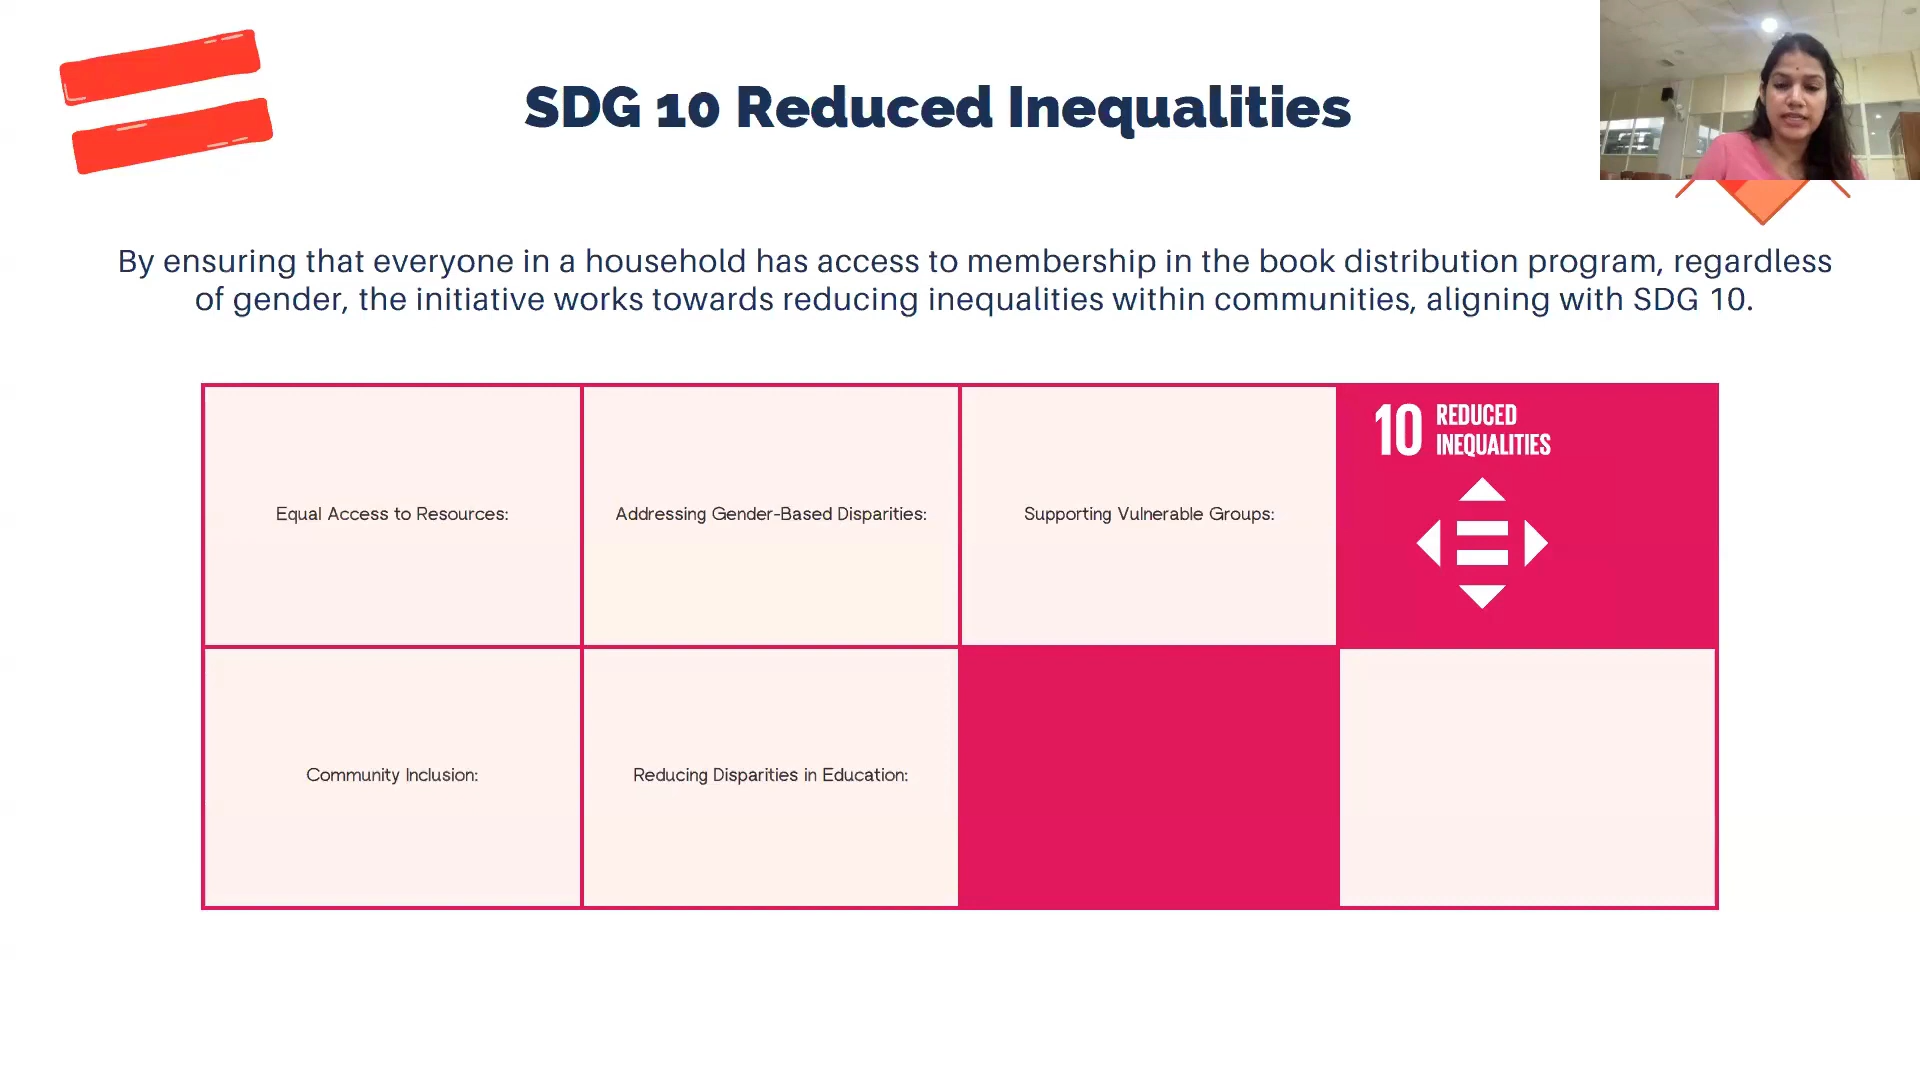 SDG 10 Reduced Inequalities
By ensuring that everyone in a household has access to membership in the book distribution program, regardless
of gender, the initiative works towards reducing inequalities within communities, aligning with SDG 10.
Equal Access to Resources:
Addressing Gender-Based Disparities:
Supporting Vulnerable Groups:
10 REDUCED
INEQUALITIES
Community Inclusion:
Reducing Disparities in Education: